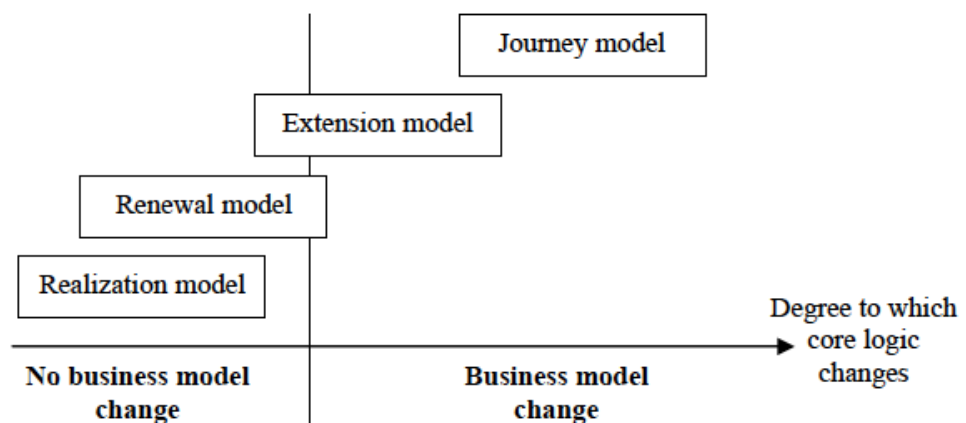 Journey model
Extension model
Renewal model
Realization model
Degree to which
core logic
changes
No business model
change
Business model
change